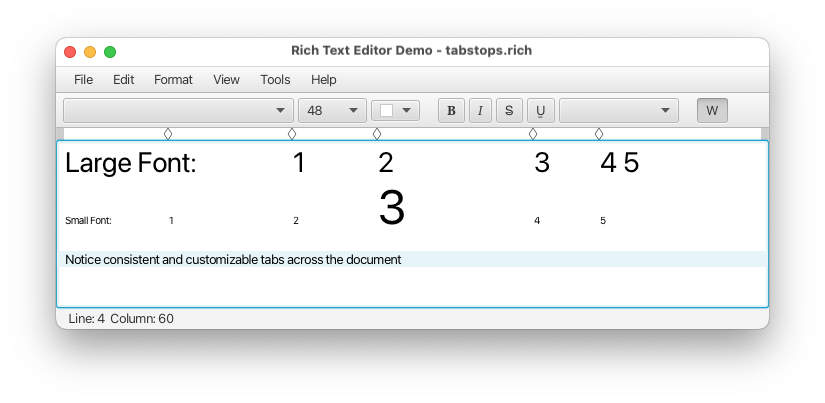 Rich Text Editor Demo - tabstops.rich
File Edit Format View Tools Help
48 B I S U W
Large Font: 1 2 3 4 5
Small Font: 1 2 3 4 5
Notice consistent and customizable tabs across the document
Line: 4 Column: 60